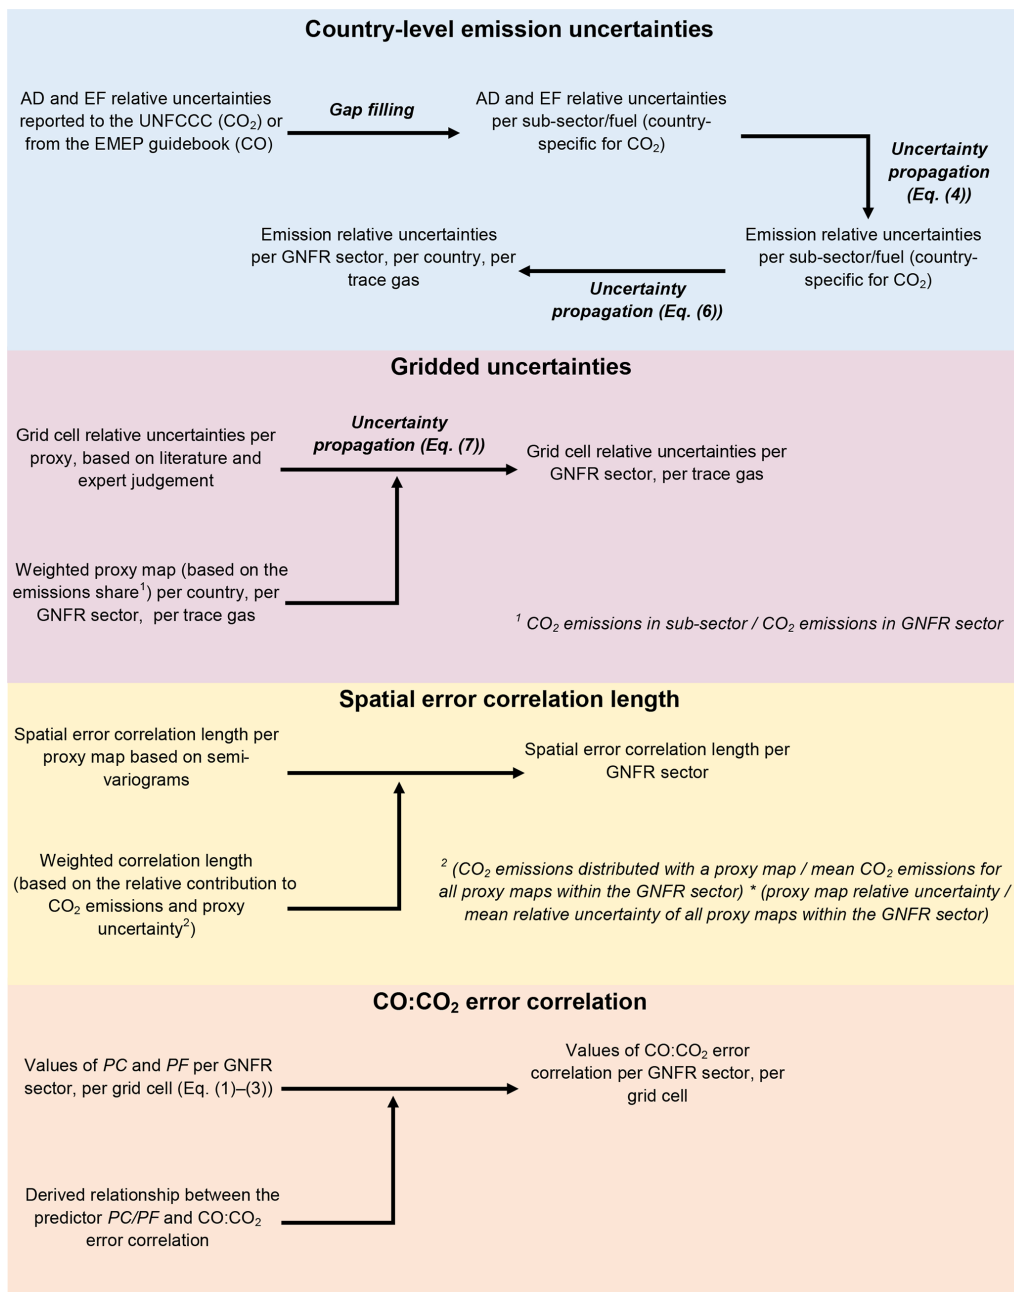 Country-level emission uncertainties
AD and EF relative uncertainties
reported to the UNFCCC (CO₂) or
from the EMEP guidebook (CO)
Gap filling
AD and EF relative uncertainties
per sub-sector/fuel (country-
specific for CO₂)
Uncertainty
propagation
(Eq. (4))
Emission relative uncertainties
per sub-sector/fuel (country-
specific for CO₂)
Uncertainty
propagation (Eq. (6))
Emission relative uncertainties
per GNFR sector, per country, per
trace gas
Gridded uncertainties
Grid cell relative uncertainties per
proxy, based on literature and
expert judgement
Uncertainty
propagation (Eq. (7))
Grid cell relative uncertainties per
GNFR sector, per trace gas
Weighted proxy map (based on the
emissions share¹) per country, per
GNFR sector, per trace gas
¹ CO₂ emissions in sub-sector / CO₂ emissions in GNFR sector
Spatial error correlation length
Spatial error correlation length per
proxy map based on semi-
variograms
Spatial error correlation length per
GNFR sector
Weighted correlation length
(based on the relative contribution to
CO₂ emissions and proxy
uncertainty²)
² (CO₂ emissions distributed with a proxy map / mean CO₂ emissions for
all proxy maps within the GNFR sector) * (proxy map relative uncertainty /
mean relative uncertainty of all proxy maps within the GNFR sector)
CO:CO₂ error correlation
Values of PC and PF per GNFR
sector, per grid cell (Eq. (1)–(3))
Values of CO:CO₂ error
correlation per GNFR sector, per
grid cell
Derived relationship between the
predictor PC/PF and CO:CO₂
error correlation